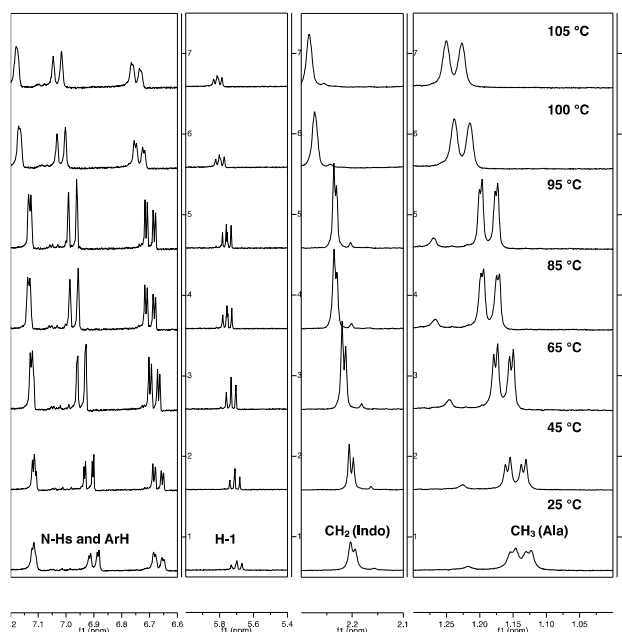 105 °C
7
100 °C
6
95 °C
5
85 °C
4
65 °C
3
45 °C
2
25 °C
N-Hs and ArH H-1 CH₂ (Indo) CH₃ (Ala)
1
.2 7.1 7.0 6.9 6.8 6.7 6.6 5.8 5.6 5.4 2.2 2.1 1.25 1.20 1.15 1.10 1.05
f1 (ppm) f1 (ppm) f1 (ppm) f1 (ppm)